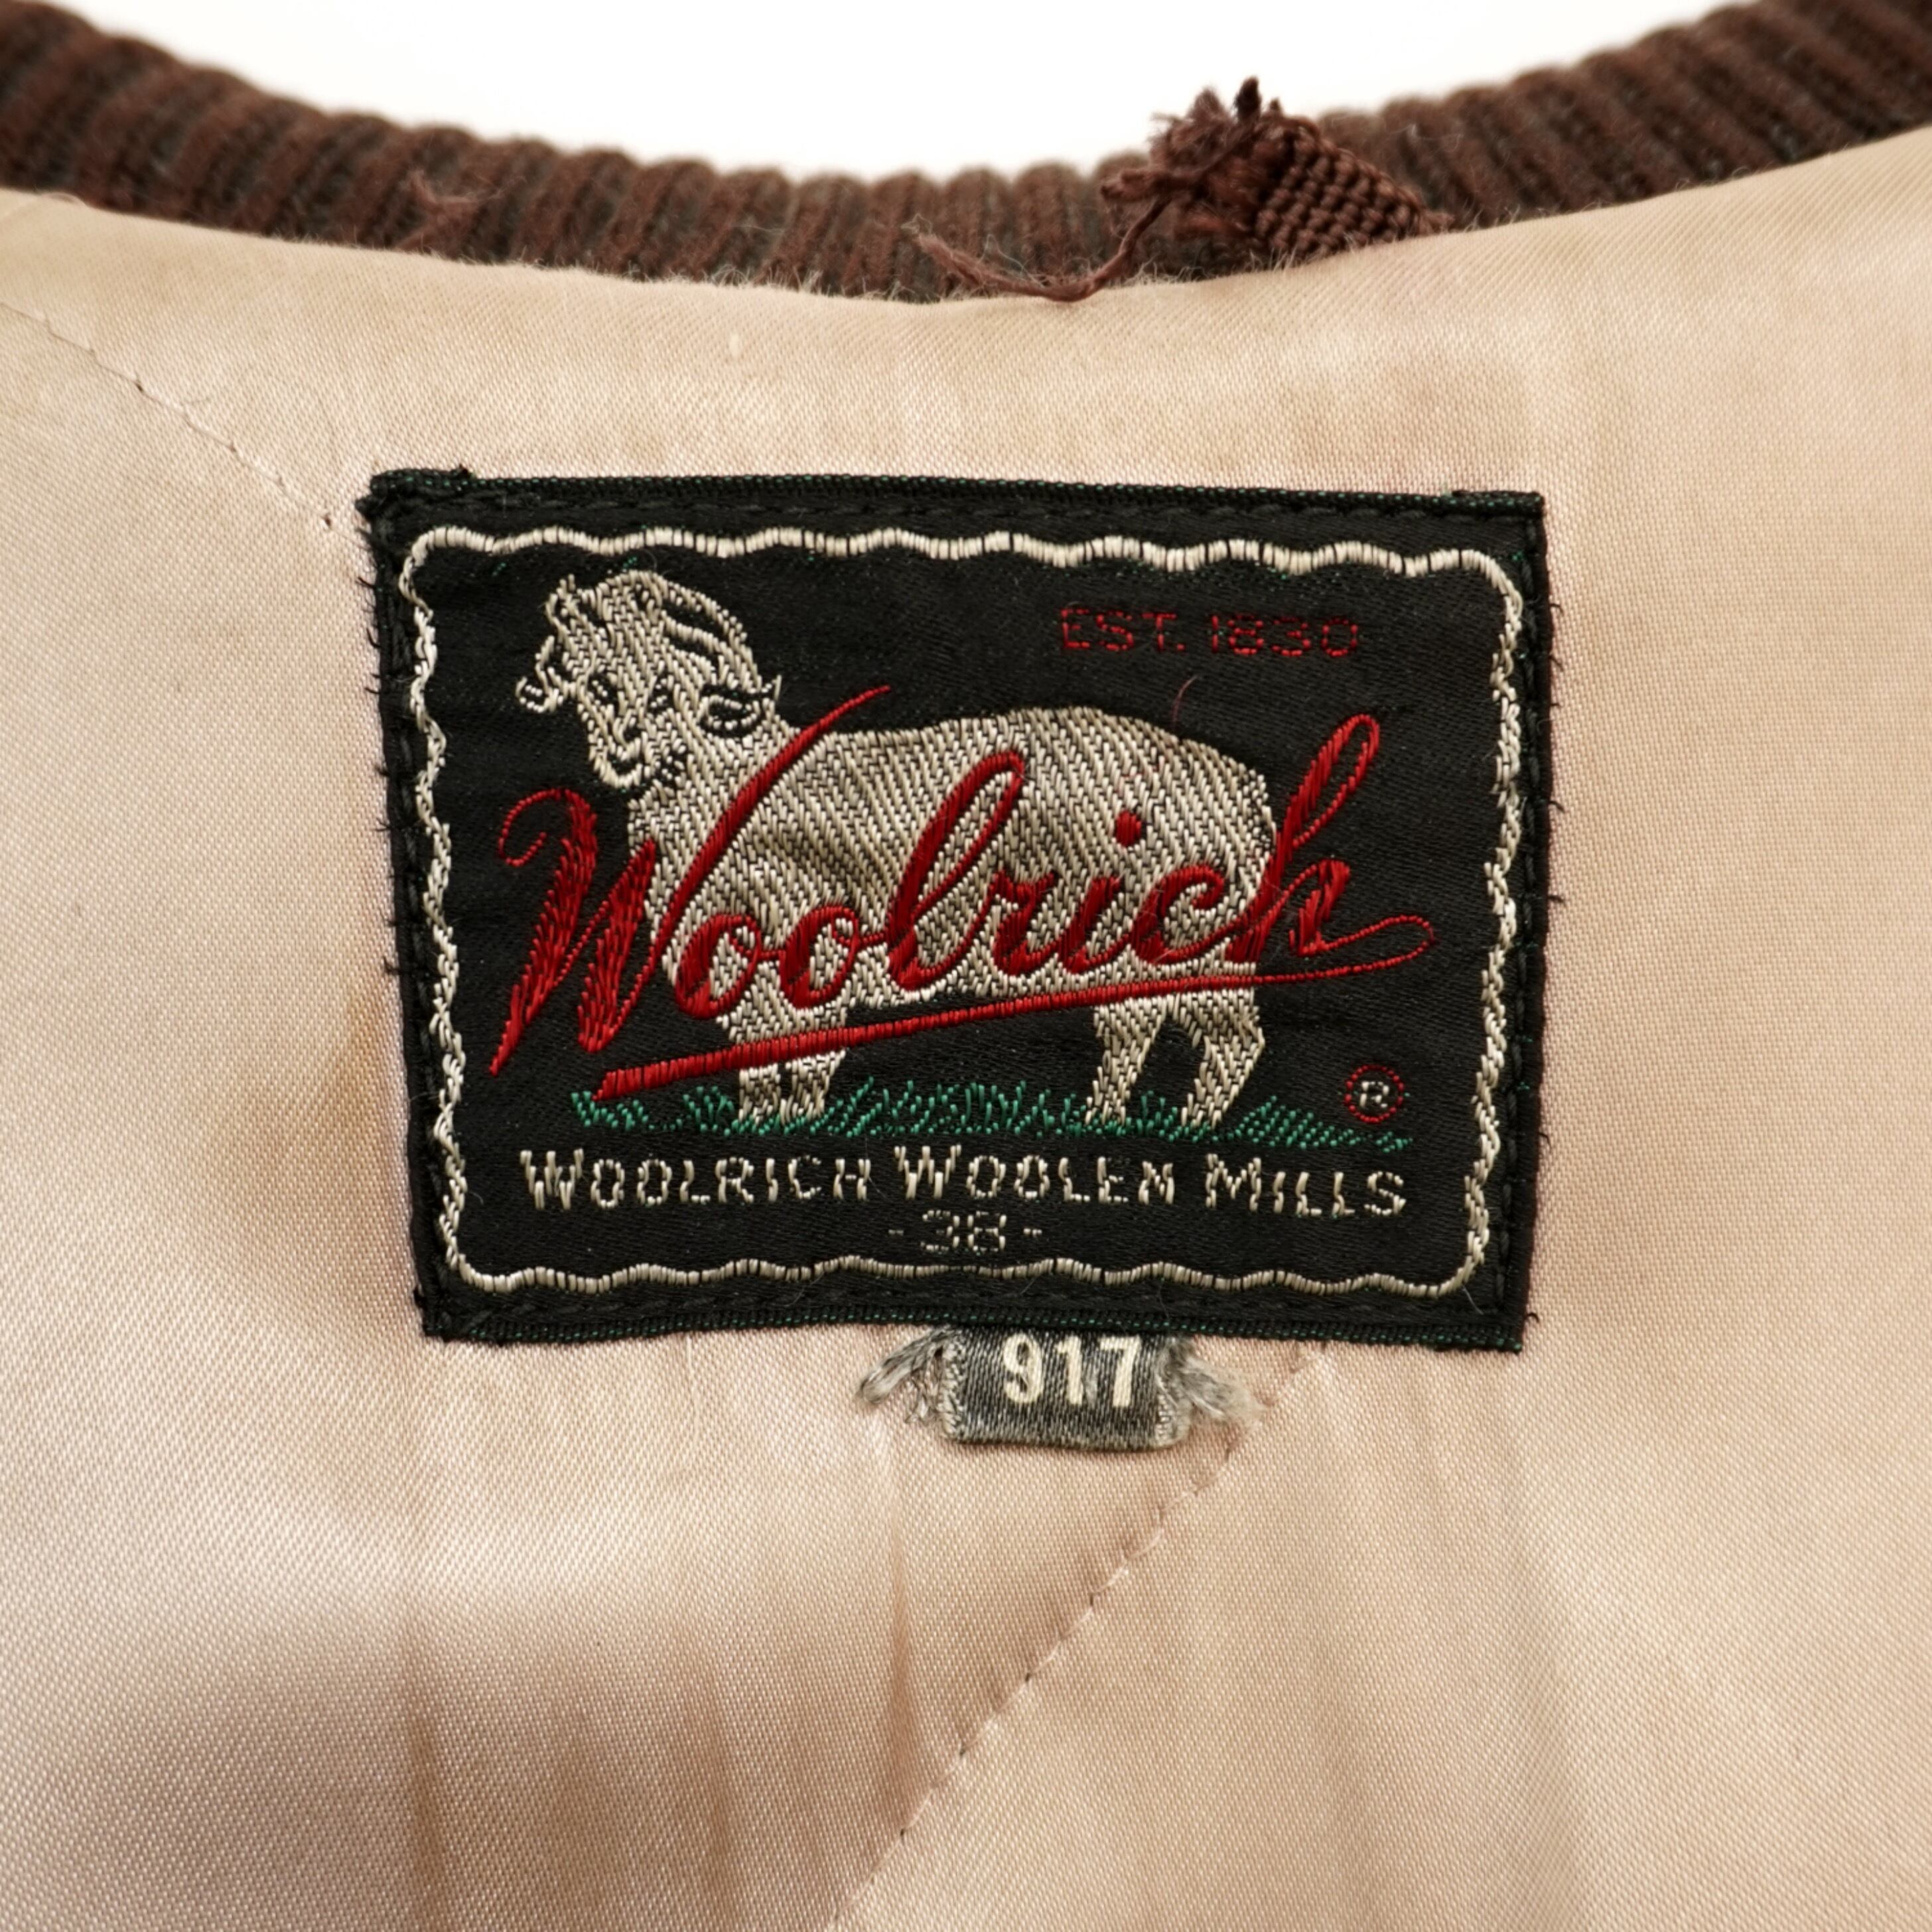 EST. 1830
Woolrich
®
WOOLRICH WOOLEN MILLS
-38-
917